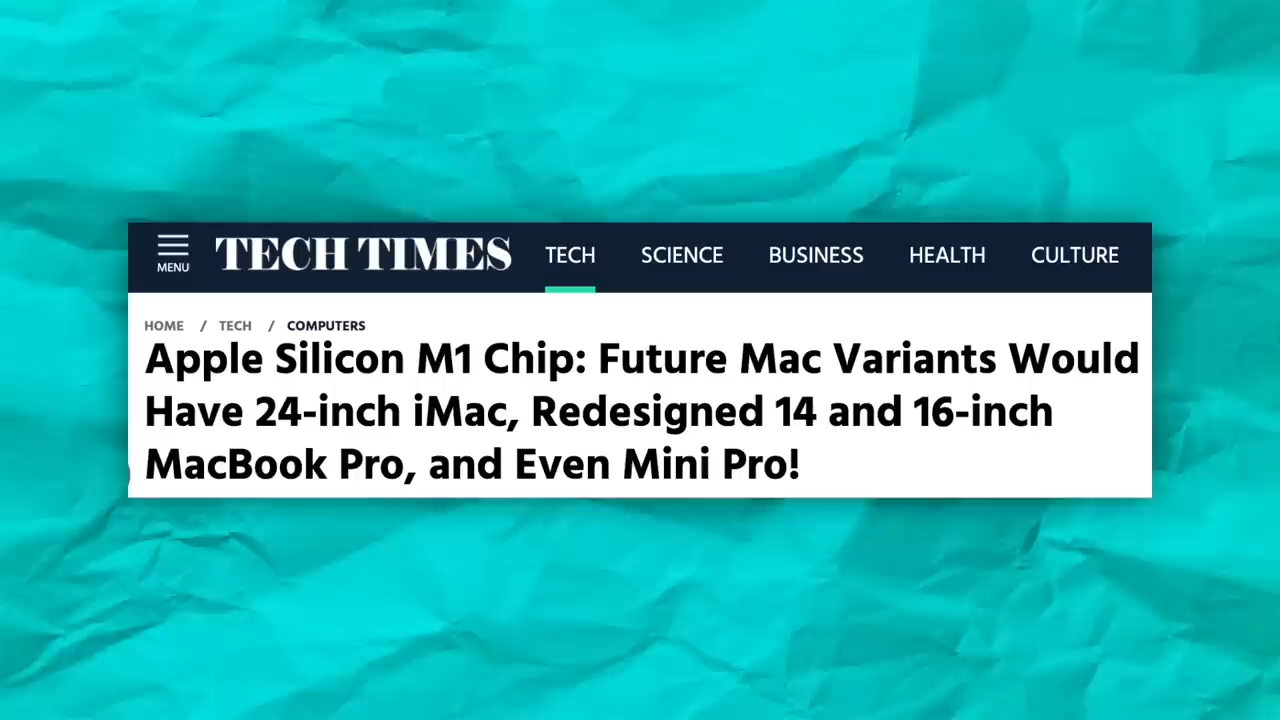 MENU TECH TIMES TECH SCIENCE BUSINESS HEALTH CULTURE
HOME / TECH / COMPUTERS
Apple Silicon M1 Chip: Future Mac Variants Would
Have 24-inch iMac, Redesigned 14 and 16-inch
MacBook Pro, and Even Mini Pro!